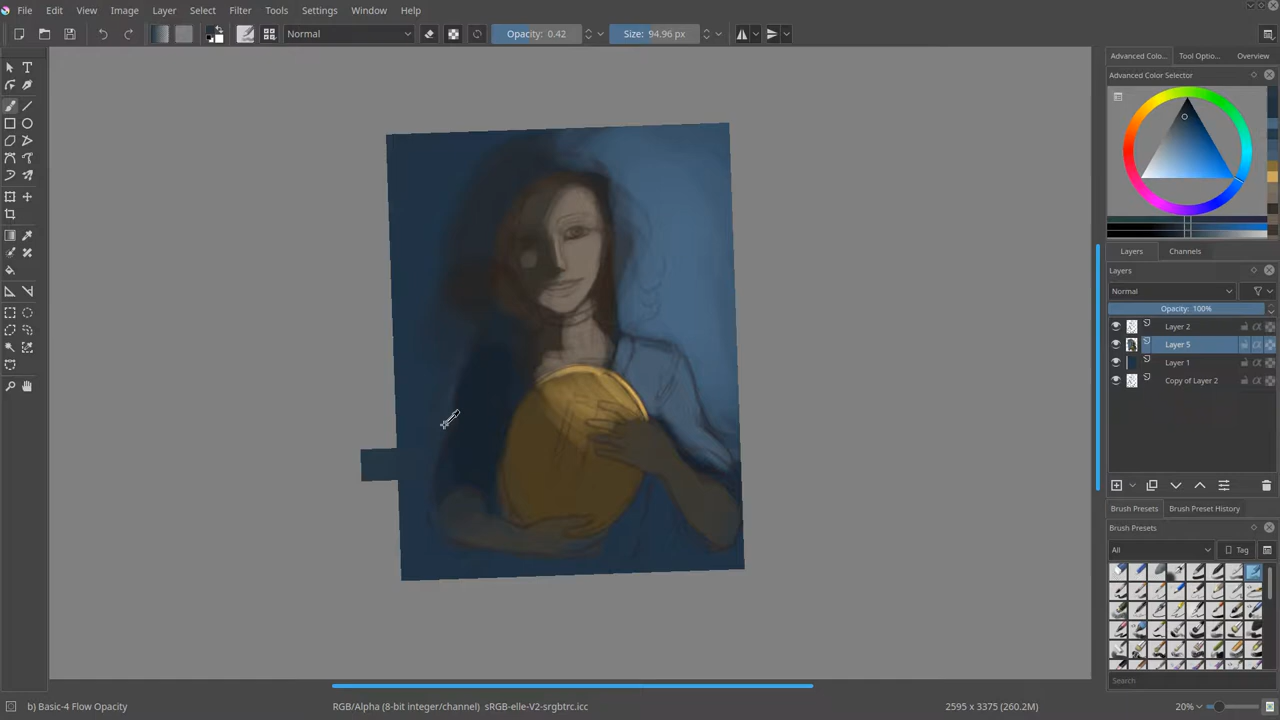 File Edit View Image Layer Select Filter Tools Settings Window Help
Normal Opacity: 0.42 Size: 94.96 px
Advanced Colo... Tool Optio... Overview
Advanced Color Selector
Layers Channels
Layers
Normal
Opacity: 100%
Layer 2
Layer 5
Layer 1
Copy of Layer 2
Brush Presets Brush Preset History
Brush Presets
All Tag
Search
b) Basic-4 Flow Opacity RGB/Alpha (8-bit integer/channel) sRGB-elle-V2-srgbtrc.icc 2595 x 3375 (260.2M) 20%